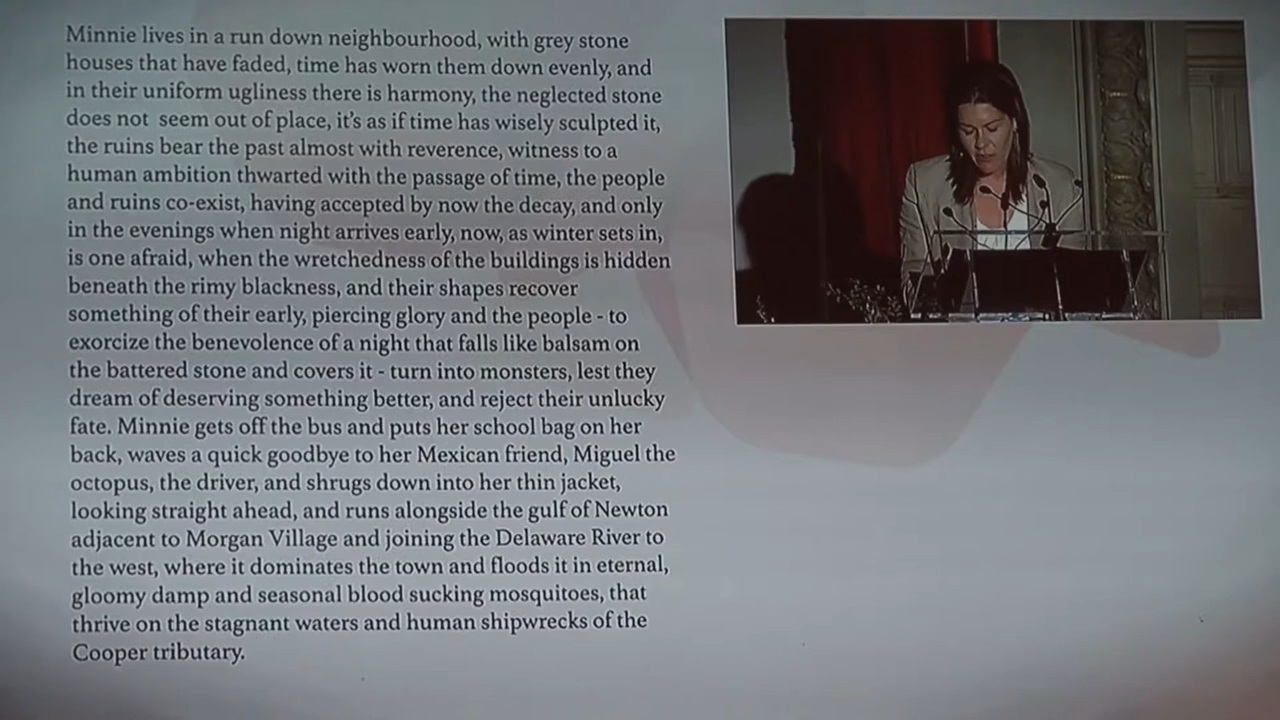 Minnie lives in a run down neighbourhood, with grey stone
houses that have faded, time has worn them down evenly, and
in their uniform ugliness there is harmony, the neglected stone
does not seem out of place, it's as if time has wisely sculpted it,
the ruins bear the past almost with reverence, witness to a
human ambition thwarted with the passage of time, the people
and ruins co-exist, having accepted by now the decay, and only
in the evenings when night arrives early, now, as winter sets in,
is one afraid, when the wretchedness of the buildings is hidden
beneath the rimy blackness, and their shapes recover
something of their early, piercing glory and the people - to
exorcize the benevolence of a night that falls like balsam on
the battered stone and covers it - turn into monsters, lest they
dream of deserving something better, and reject their unlucky
fate. Minnie gets off the bus and puts her school bag on her
back, waves a quick goodbye to her Mexican friend, Miguel the
octopus, the driver, and shrugs down into her thin jacket,
looking straight ahead, and runs alongside the gulf of Newton
adjacent to Morgan Village and joining the Delaware River to
the west, where it dominates the town and floods it in eternal,
gloomy damp and seasonal blood sucking mosquitoes, that
thrive on the stagnant waters and human shipwrecks of the
Cooper tributary.